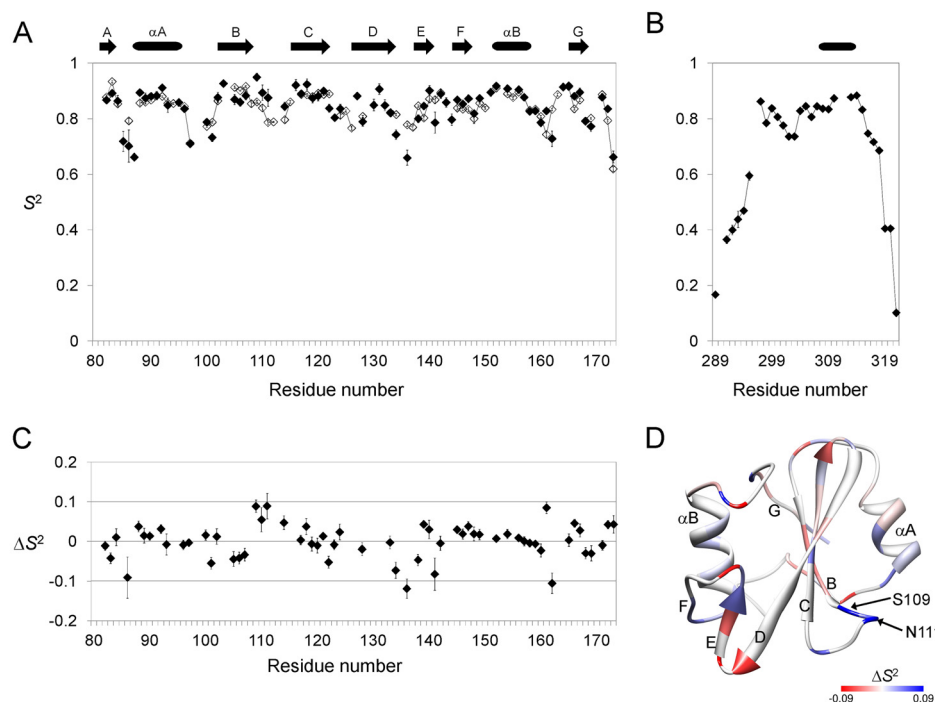 A
A αA B C D E F αB G
1
0.8
0.6
S2
0.4
0.2
0
80 90 100 110 120 130 140 150 160 170
Residue number
B
1
0.8
0.6
0.4
0.2
0
289 299 309 319
Residue number
C
0.2
0.1
ΔS2
0
-0.1
-0.2
80 90 100 110 120 130 140 150 160 170
Residue number
D
αB
G
αA
B
S109
F
C
N11
E
D
ΔS2
-0.09 0.09